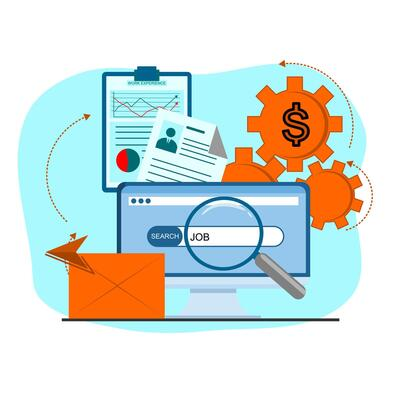 WORK EXPERIENCE
$
SEARCH
JOB